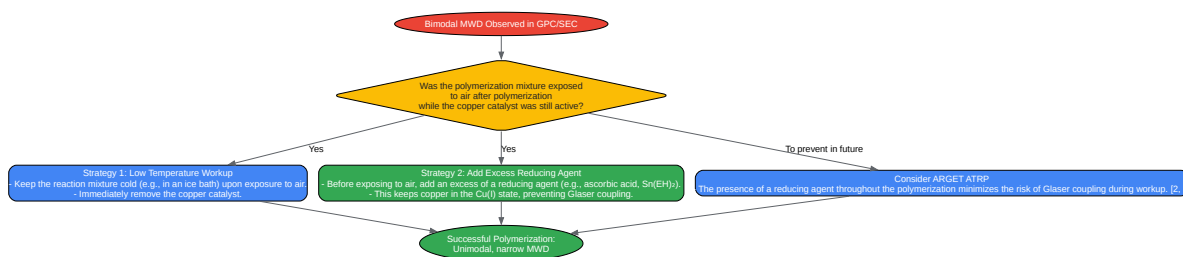 Bimodal MWD Observed in GPC/SEC
Was the polymerization mixture exposed
to air after polymerization
while the copper catalyst was still active?
Yes
Yes
To prevent in future
Strategy 1: Low Temperature Workup
- Keep the reaction mixture cold (e.g., in an ice bath) upon exposure to air.
- Immediately remove the copper catalyst.
Strategy 2: Add Excess Reducing Agent
- Before exposing to air, add an excess of a reducing agent (e.g., ascorbic acid, Sn(EH)₂).
- This keeps copper in the Cu(I) state, preventing Glaser coupling.
Consider ARGET ATRP
The presence of a reducing agent throughout the polymerization minimizes the risk of Glaser coupling during workup. [2,
Successful Polymerization:
Unimodal, narrow MWD